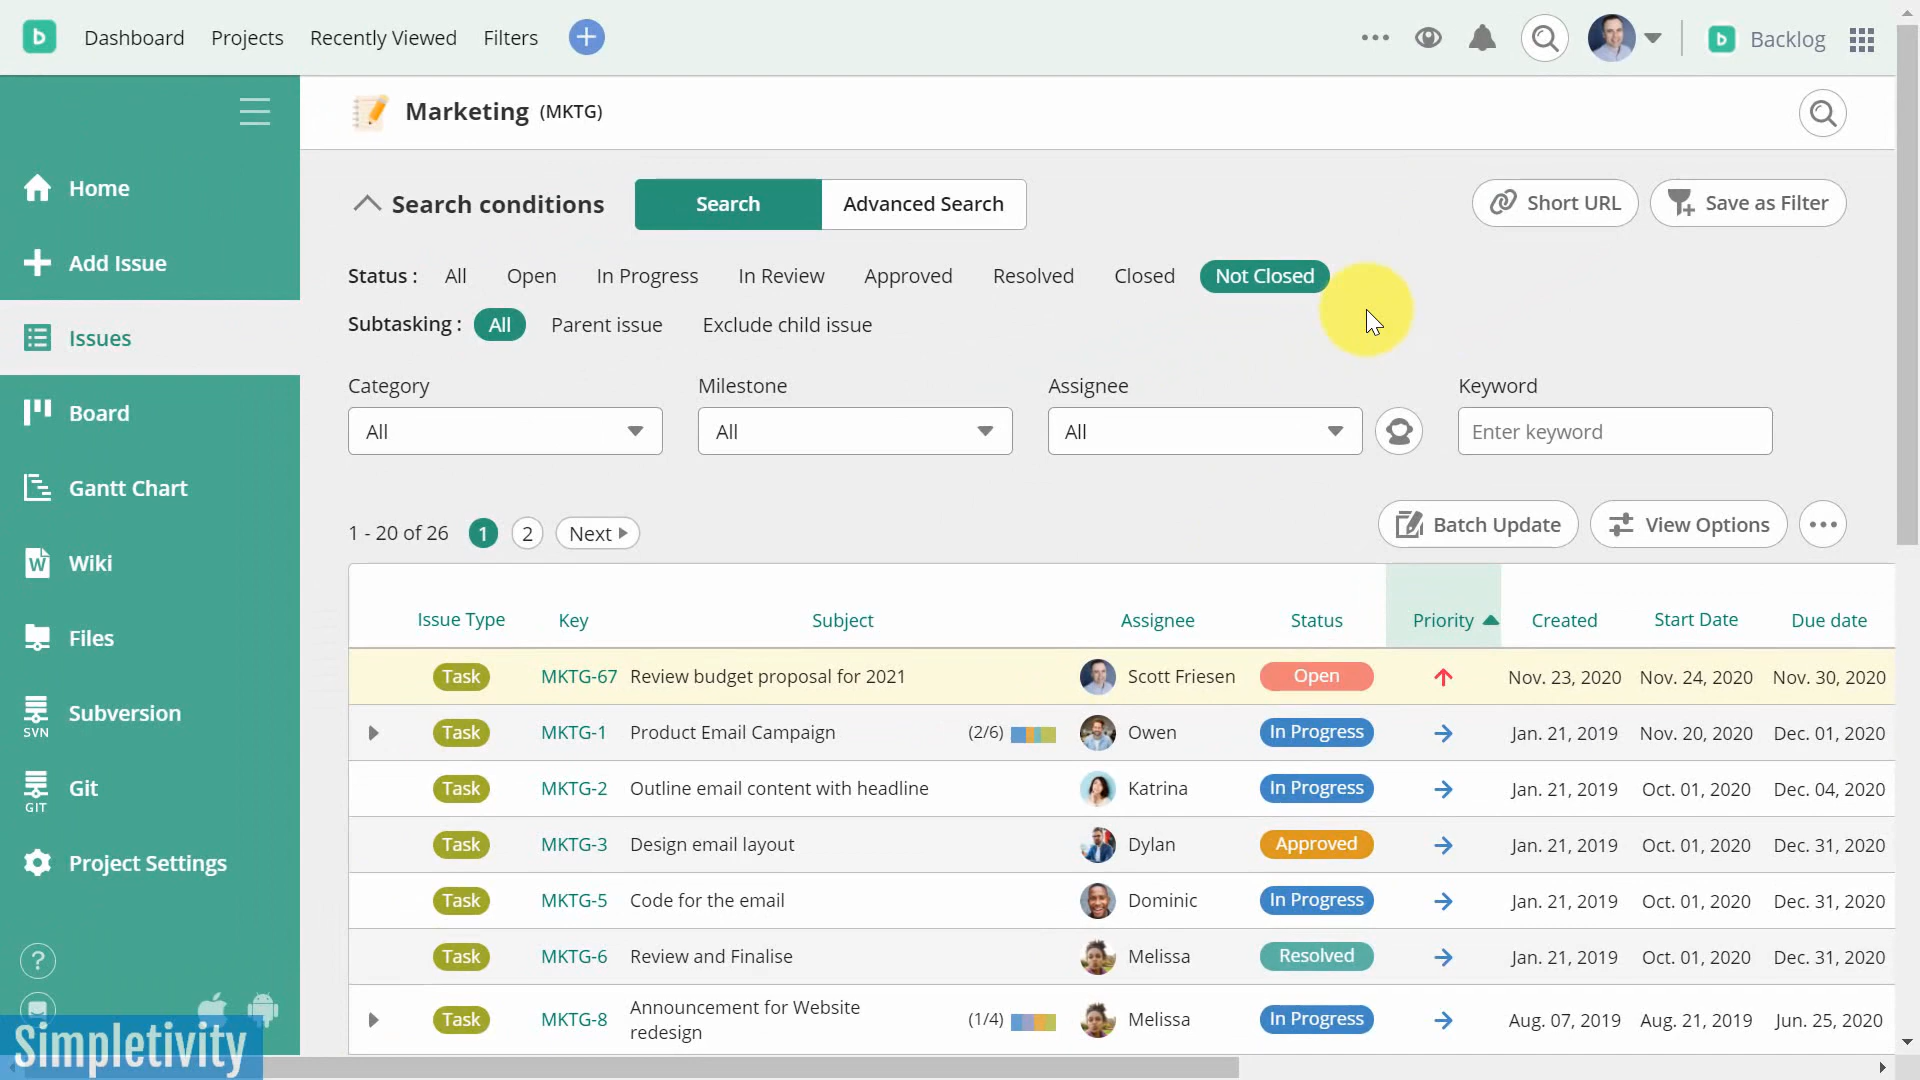 b Dashboard Projects Recently Viewed Filters b Backlog
Marketing (MKTG)
Home
Add Issue
Issues
Board
Gantt Chart
Wiki
Files
SVN Subversion
GIT Git
Project Settings
?
Simpletivity
Search conditions Search Advanced Search Short URL Save as Filter
Status : All Open In Progress In Review Approved Resolved Closed Not Closed
Subtasking : All Parent issue Exclude child issue
Category Milestone Assignee Keyword
All All All Enter keyword
1 - 20 of 26 1 2 Next Batch Update View Options
Issue Type Key Subject Assignee Status Priority Created Start Date Due date
Task MKTG-67 Review budget proposal for 2021 Scott Friesen Open Nov. 23, 2020 Nov. 24, 2020 Nov. 30, 2020
Task MKTG-1 Product Email Campaign (2/6) Owen In Progress Jan. 21, 2019 Nov. 20, 2020 Dec. 01, 2020
Task MKTG-2 Outline email content with headline Katrina In Progress Jan. 21, 2019 Oct. 01, 2020 Dec. 04, 2020
Task MKTG-3 Design email layout Dylan Approved Jan. 21, 2019 Oct. 01, 2020 Dec. 31, 2020
Task MKTG-5 Code for the email Dominic In Progress Jan. 21, 2019 Oct. 01, 2020 Dec. 31, 2020
Task MKTG-6 Review and Finalise Melissa Resolved Jan. 21, 2019 Oct. 01, 2020 Dec. 31, 2020
Task MKTG-8 Announcement for Website redesign (1/4) Melissa In Progress Aug. 07, 2019 Aug. 21, 2019 Jun. 25, 2020